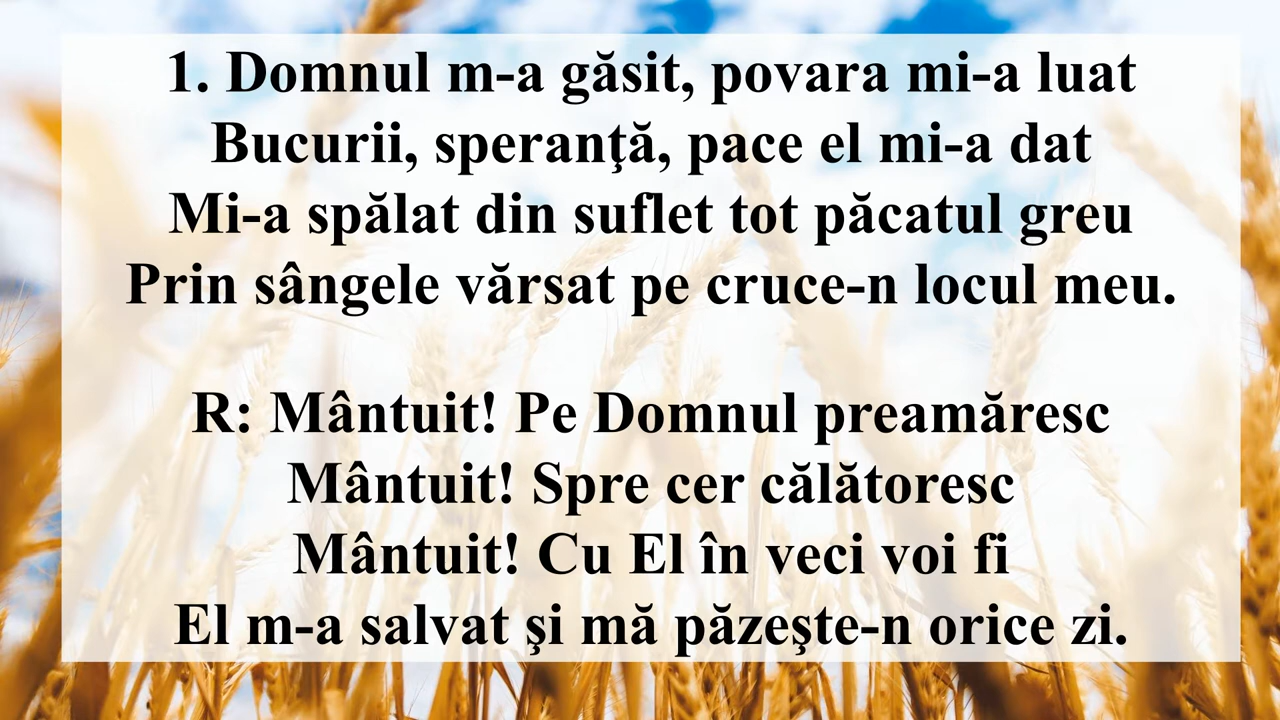 1. Domnul m-a găsit, povara mi-a luat
Bucurii, speranţă, pace el mi-a dat
Mi-a spălat din suflet tot păcatul greu
Prin sângele vărsat pe cruce-n locul meu.
R: Mântuit! Pe Domnul preamăresc
Mântuit! Spre cer călătoresc
Mântuit! Cu El în veci voi fi
El m-a salvat şi mă păzeşte-n orice zi.